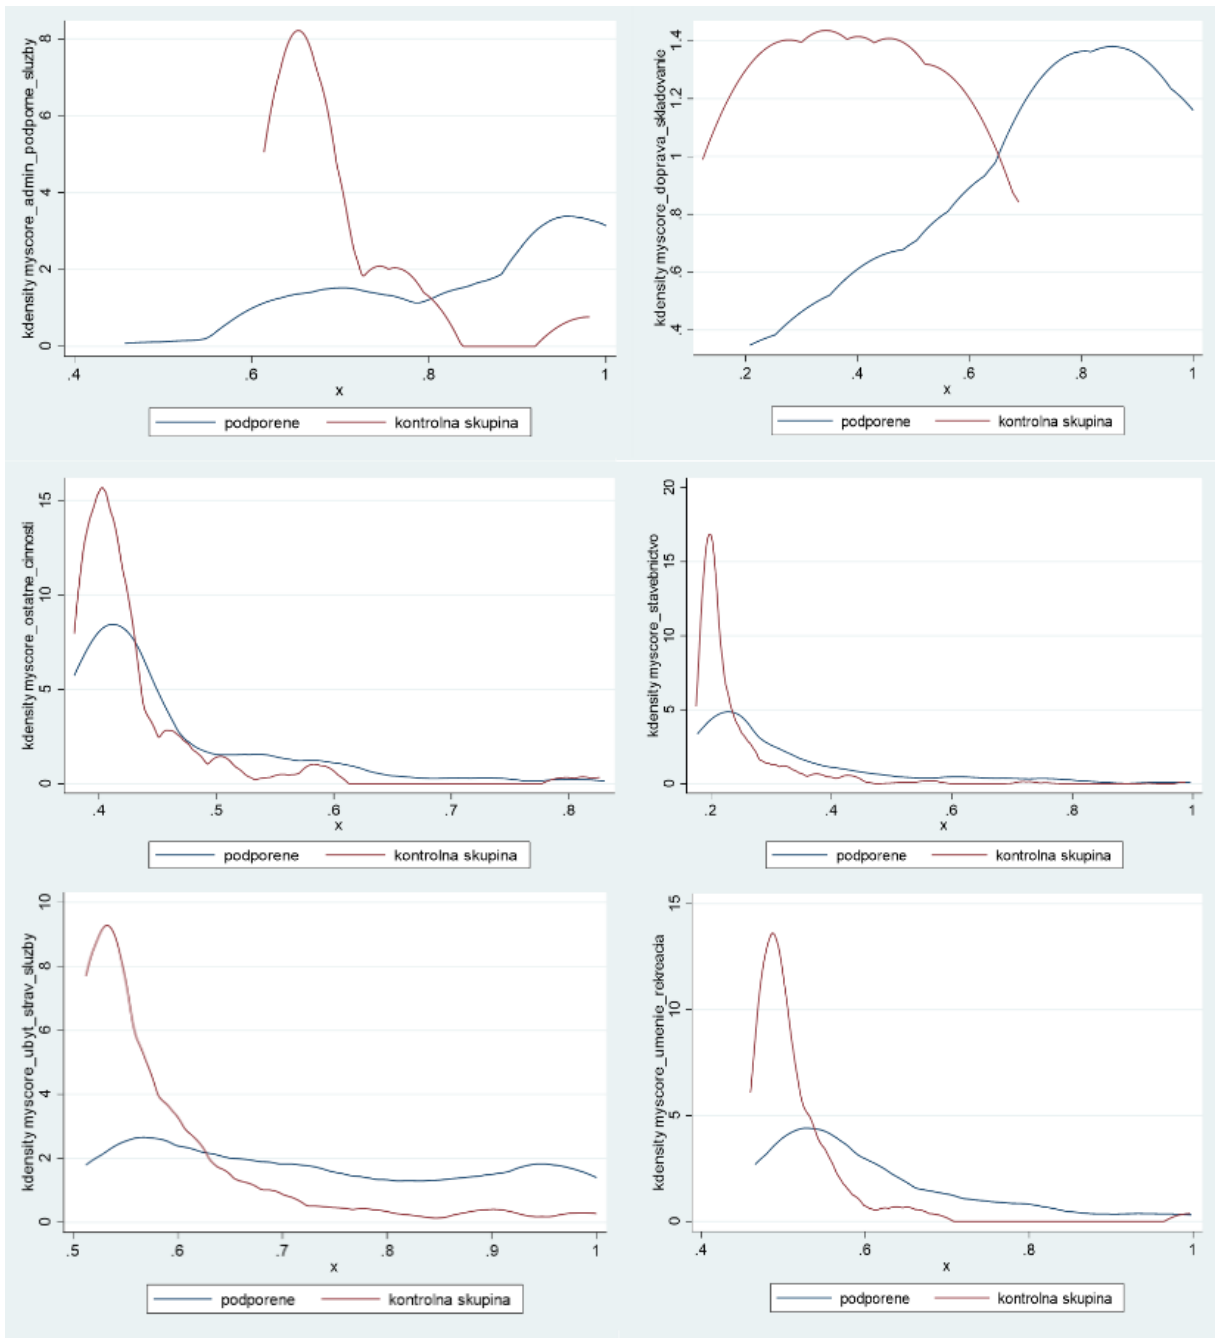 kdensity myscore_admin_podporne_sluzby
8
6
4
2
0
.4 .6 .8 1
x
podporene kontrolna skupina
kdensity myscore_doprava_skladovanie
1.4
1.2
1
.8
.6
.4
.2 .4 .6 .8 1
x
podporene kontrolna skupina
kdensity myscore_ostatne_cinnosti
15
10
5
0
.4 .5 .6 .7 .8
x
podporene kontrolna skupina
kdensity myscore_stavebnictvo
20
15
10
5
0
.2 .4 .6 .8 1
x
podporene kontrolna skupina
kdensity myscore_ubyt_strav_sluzby
10
8
6
4
2
0
.5 .6 .7 .8 .9 1
x
podporene kontrolna skupina
kdensity myscore_umenie_rekreacia
15
10
5
0
.4 .6 .8 1
x
podporene kontrolna skupina